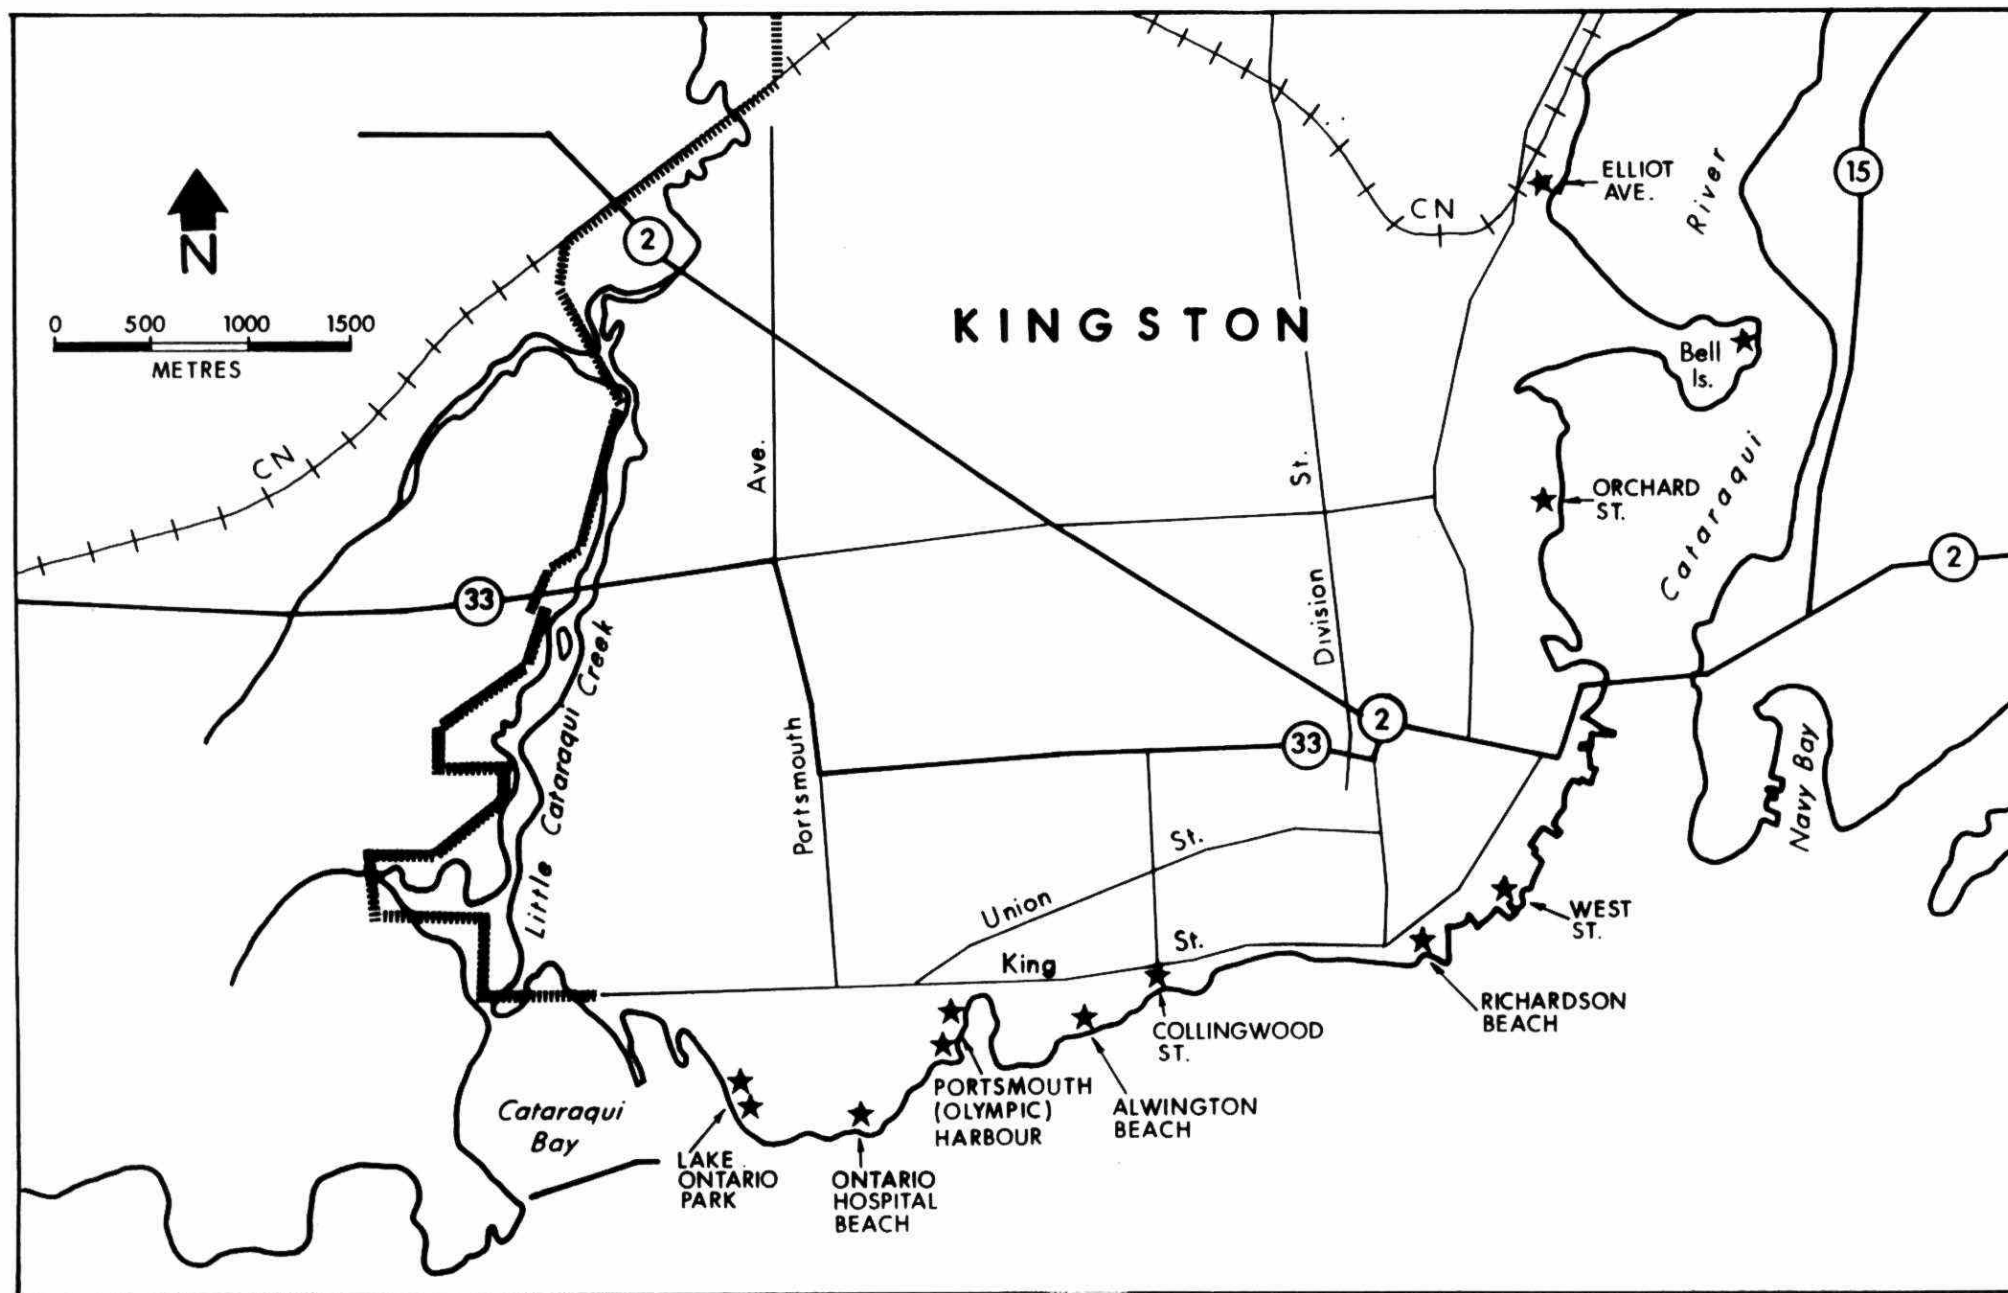 ELLIOT
AVE.
River
15
CN
2
N
KINGSTON
0 500 1000 1500
METRES
Bell
Is.
CN
Ave.
St.
ORCHARD
ST.
Cataraqui
2
33
Division
Little Cataraqui Creek
Portsmouth
2
33
Navy Bay
St.
Union
WEST
ST.
St.
King
RICHARDSON
BEACH
COLLINGWOOD
ST.
PORTSMOUTH
(OLYMPIC)
HARBOUR
ALWINGTON
BEACH
Cataraqui
Bay
LAKE
ONTARIO
PARK
ONTARIO
HOSPITAL
BEACH